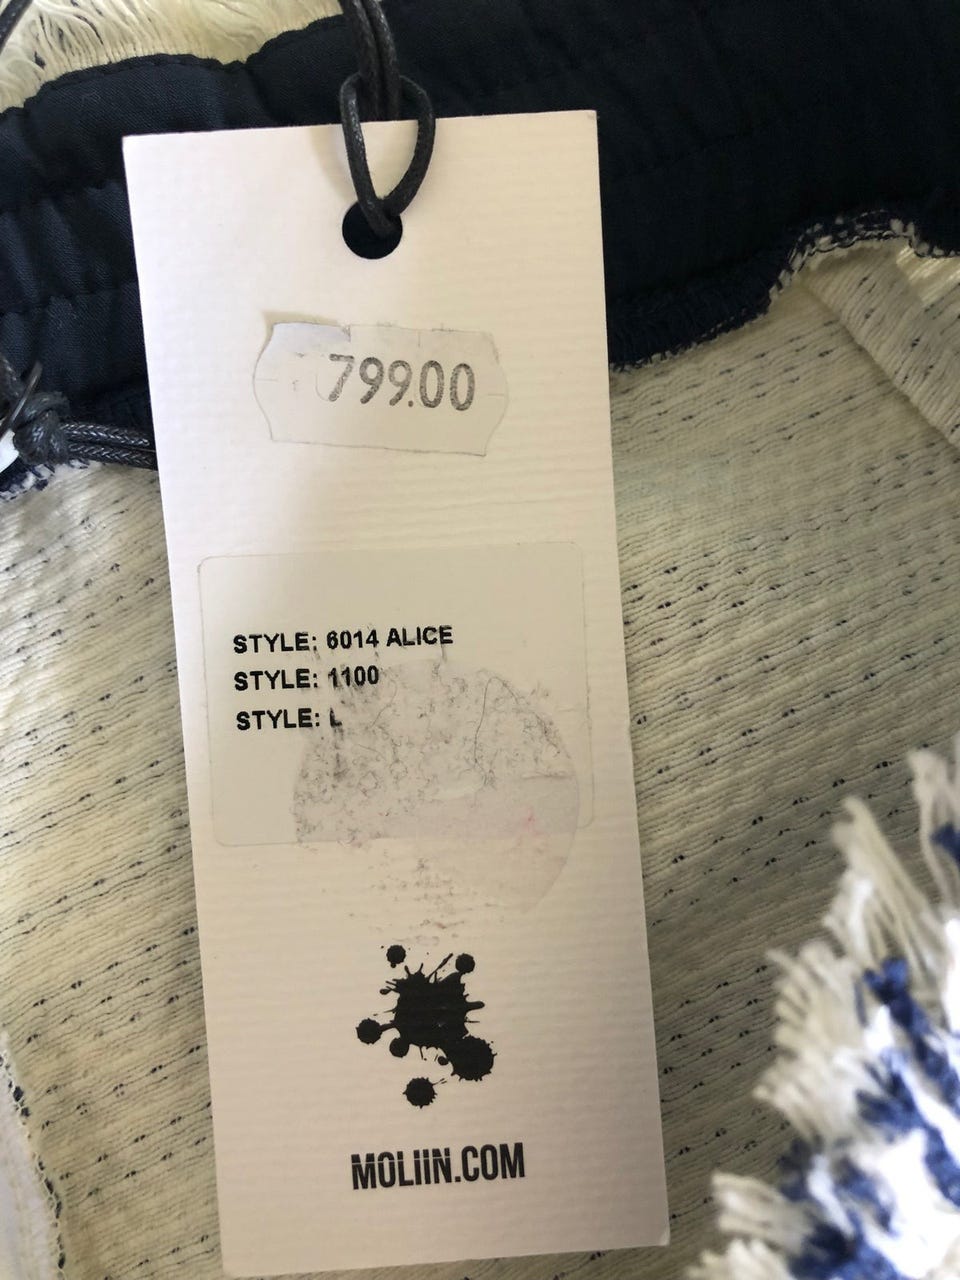 799.00
STYLE: 6014 ALICE
STYLE: 1100
STYLE: L
MOLIIN.COM